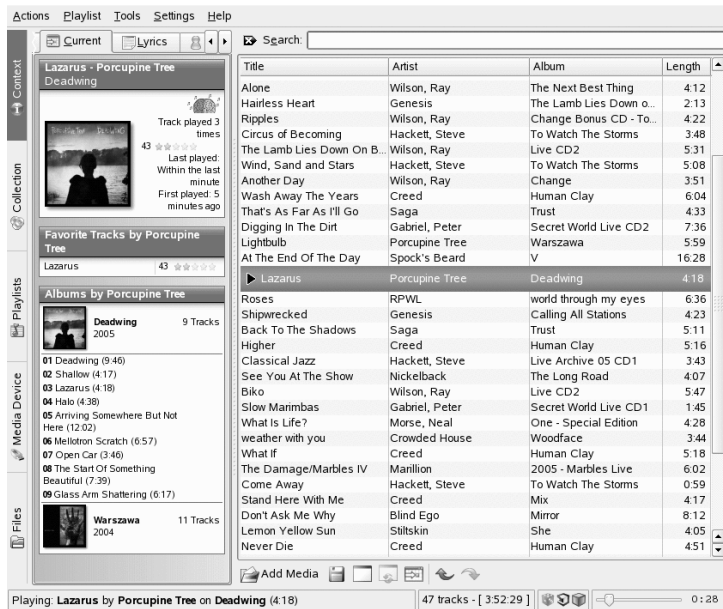 Actions Playlist Tools Settings Help
Context
Collection
Playlists
Media Device
Files
Current Lyrics
Lazarus - Porcupine Tree
Deadwing
Track played 3
times
43
Last played:
Within the last
minute
First played: 5
minutes ago
Favorite Tracks by Porcupine
Tree
Lazarus 43
Albums by Porcupine Tree
Deadwing 9 Tracks
2005
01 Deadwing (9:46)
02 Shallow (4:17)
03 Lazarus (4:18)
04 Halo (4:38)
05 Arriving Somewhere But Not
Here (12:02)
06 Mellotron Scratch (6:57)
07 Open Car (3:46)
08 The Start Of Something
Beautiful (7:39)
09 Glass Arm Shattering (6:17)
Warszawa 11 Tracks
2004
Search:
Title Artist Album Length
Alone Wilson, Ray The Next Best Thing 4:12
Hairless Heart Genesis The Lamb Lies Down o... 2:13
Ripples Wilson, Ray Change Bonus CD - To... 4:22
Circus of Becoming Hackett, Steve To Watch The Storms 3:48
The Lamb Lies Down On B... Wilson, Ray Live CD2 5:31
Wind, Sand and Stars Hackett, Steve To Watch The Storms 5:08
Another Day Wilson, Ray Change 3:51
Wash Away The Years Creed Human Clay 6:04
That's As Far As I'll Go Saga Trust 4:33
Digging In The Dirt Gabriel, Peter Secret World Live CD2 7:36
Lightbulb Porcupine Tree Warszawa 5:59
At The End Of The Day Spock's Beard V 16:28
Lazarus Porcupine Tree Deadwing 4:18
Roses RPWL world through my eyes 6:36
Shipwrecked Genesis Calling All Stations 4:23
Back To The Shadows Saga Trust 5:11
Higher Creed Human Clay 5:16
Classical Jazz Hackett, Steve Live Archive 05 CD1 3:43
See You At The Show Nickelback The Long Road 4:07
Biko Wilson, Ray Live CD2 5:47
Slow Marimbas Gabriel, Peter Secret World Live CD1 1:45
What Is Life? Morse, Neal One - Special Edition 4:28
weather with you Crowded House Woodface 3:44
What If Creed Human Clay 5:18
The Damage/Marbles IV Marillion 2005 - Marbles Live 6:02
Come Away Hackett, Steve To Watch The Storms 0:59
Stand Here With Me Creed Mix 4:17
Don't Ask Me Why Blind Ego Mirror 8:12
Lemon Yellow Sun Stiltskin She 4:05
Never Die Creed Human Clay 4:51
Add Media
Playing: Lazarus by Porcupine Tree on Deadwing (4:18) 47 tracks - [ 3:52:29 ] 0:28